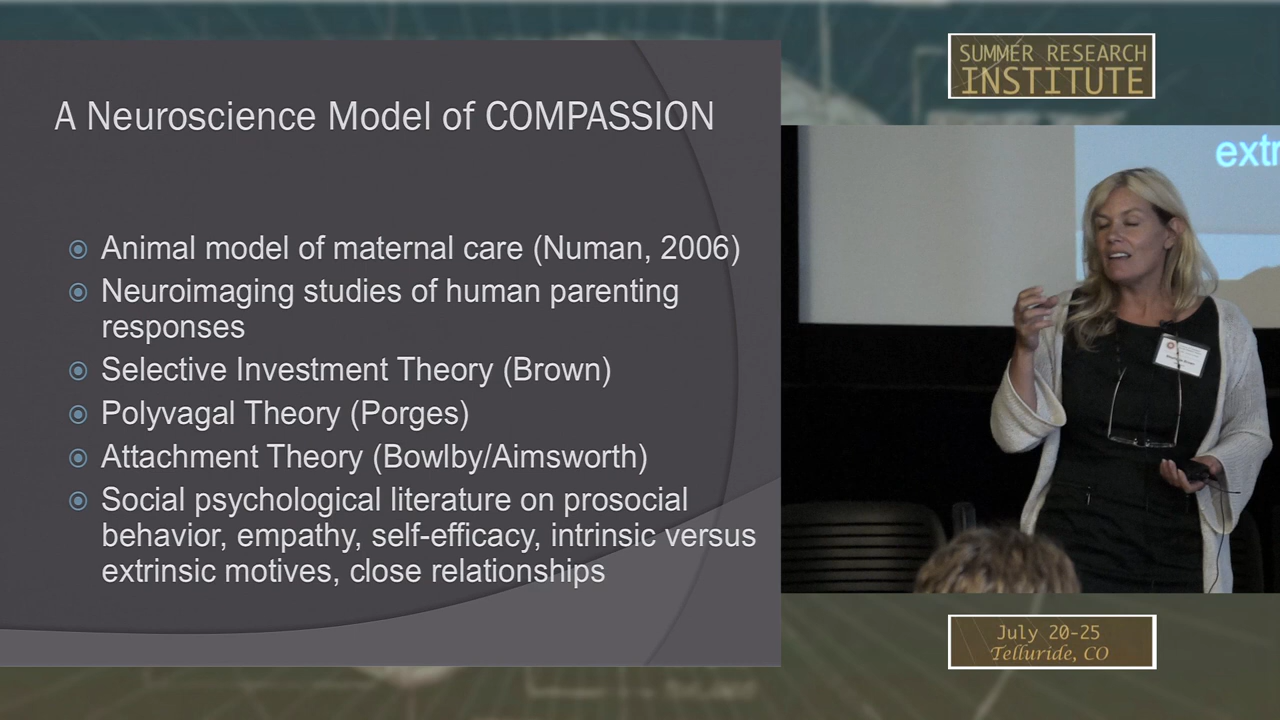 A Neuroscience Model of COMPASSION
Animal model of maternal care (Numan, 2006)
Neuroimaging studies of human parenting
responses
Selective Investment Theory (Brown)
Polyvagal Theory (Porges)
Attachment Theory (Bowlby/Aimsworth)
Social psychological literature on prosocial
behavior, empathy, self-efficacy, intrinsic versus
extrinsic motives, close relationships
SUMMER RESEARCH
INSTITUTE
extr
July 20-25
Telluride, CO